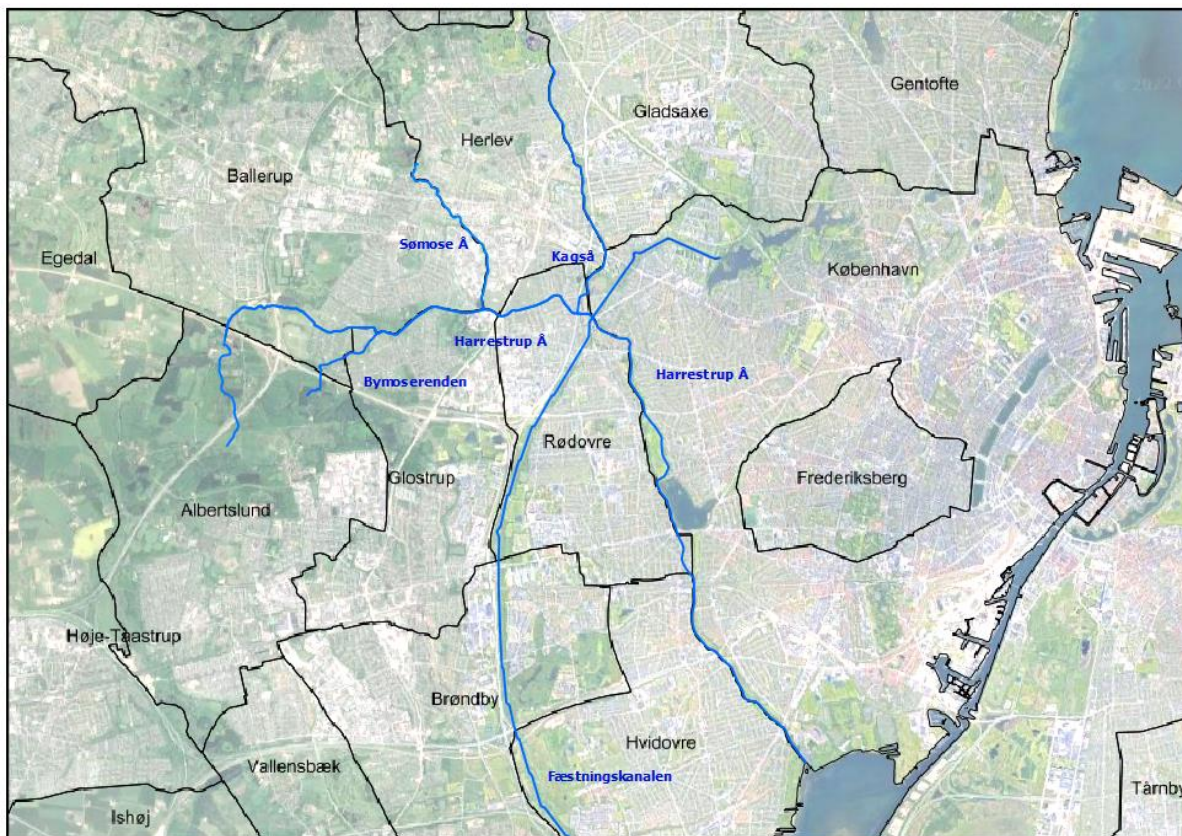 Gentofte
Gladsaxe
Herlev
Ballerup
Sømose Å
Kagså
Egedal
København
Harrestrup Å
Harrestrup Å
Bymoserenden
Rødovre
Glostrup
Frederiksberg
Albertslund
Høje-Taastrup
Brøndby
Hvidovre
Vallensbæk
Fæstningskanalen
Tårnby
Ishøj